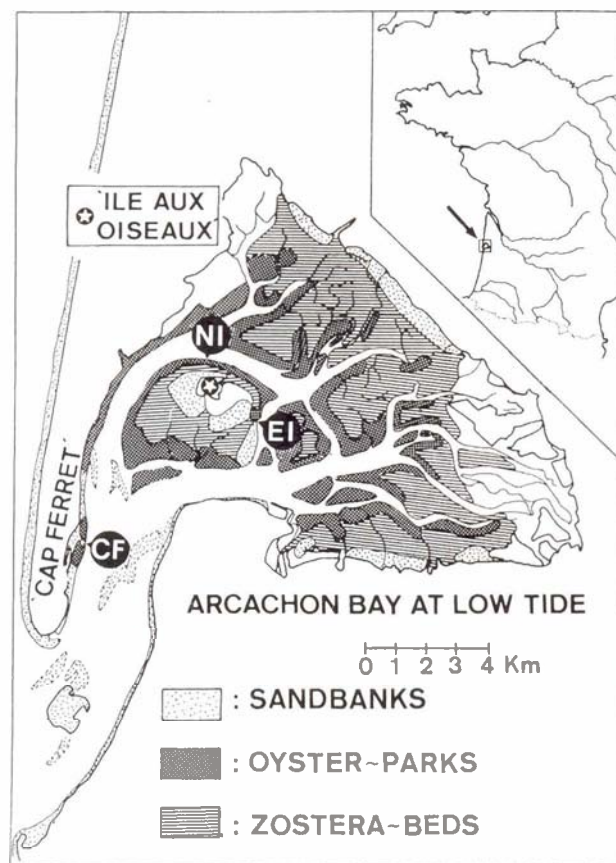 'ILE AUX
OISEAUX'
NI
EI
CAP FERRET
CF
ARCACHON BAY AT LOW TIDE
0 1 2 3 4 Km
: SANDBANKS
: OYSTER~PARKS
: ZOSTERA~BEDS